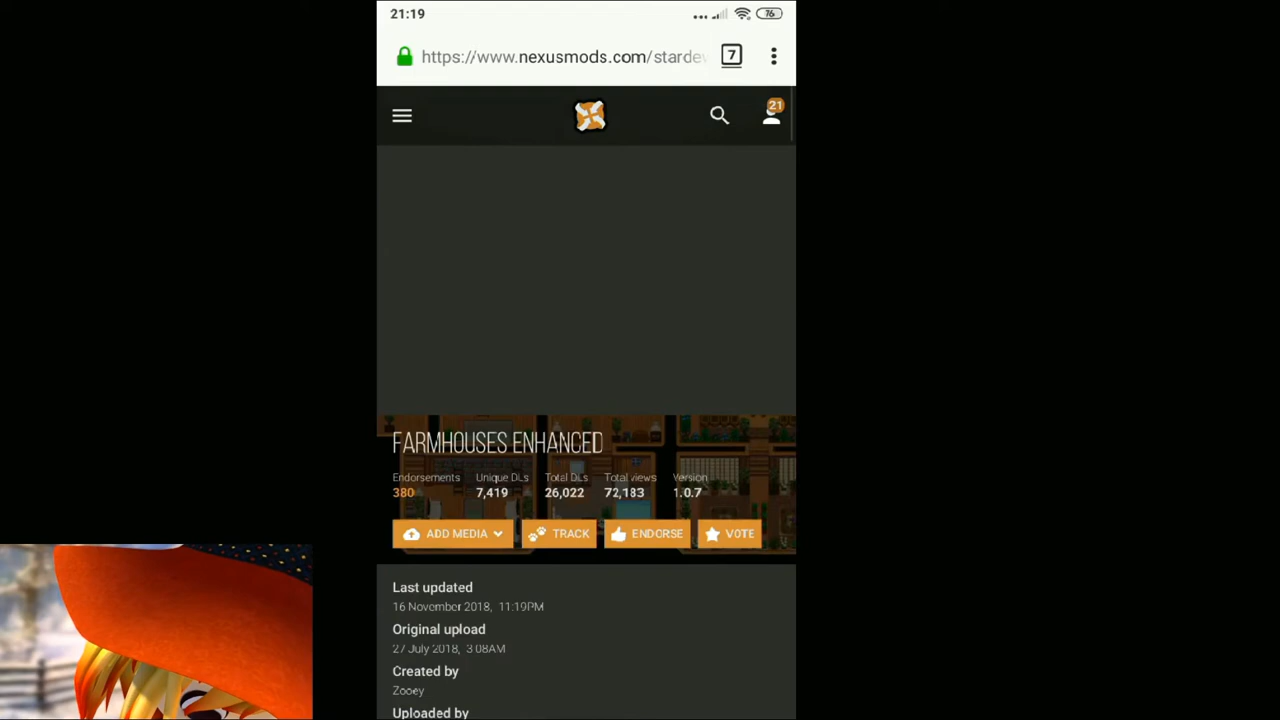 21:19
76
https://www.nexusmods.com/stardev
7
21
FARMHOUSES ENHANCED
Endorsements Unique DLs Total DLs Total views Version
380 7,419 26,022 72,183 1.0.7
ADD MEDIA TRACK ENDORSE VOTE
Last updated
16 November 2018, 11:19PM
Original upload
27 July 2018, 3:08AM
Created by
Zooey
Uploaded by